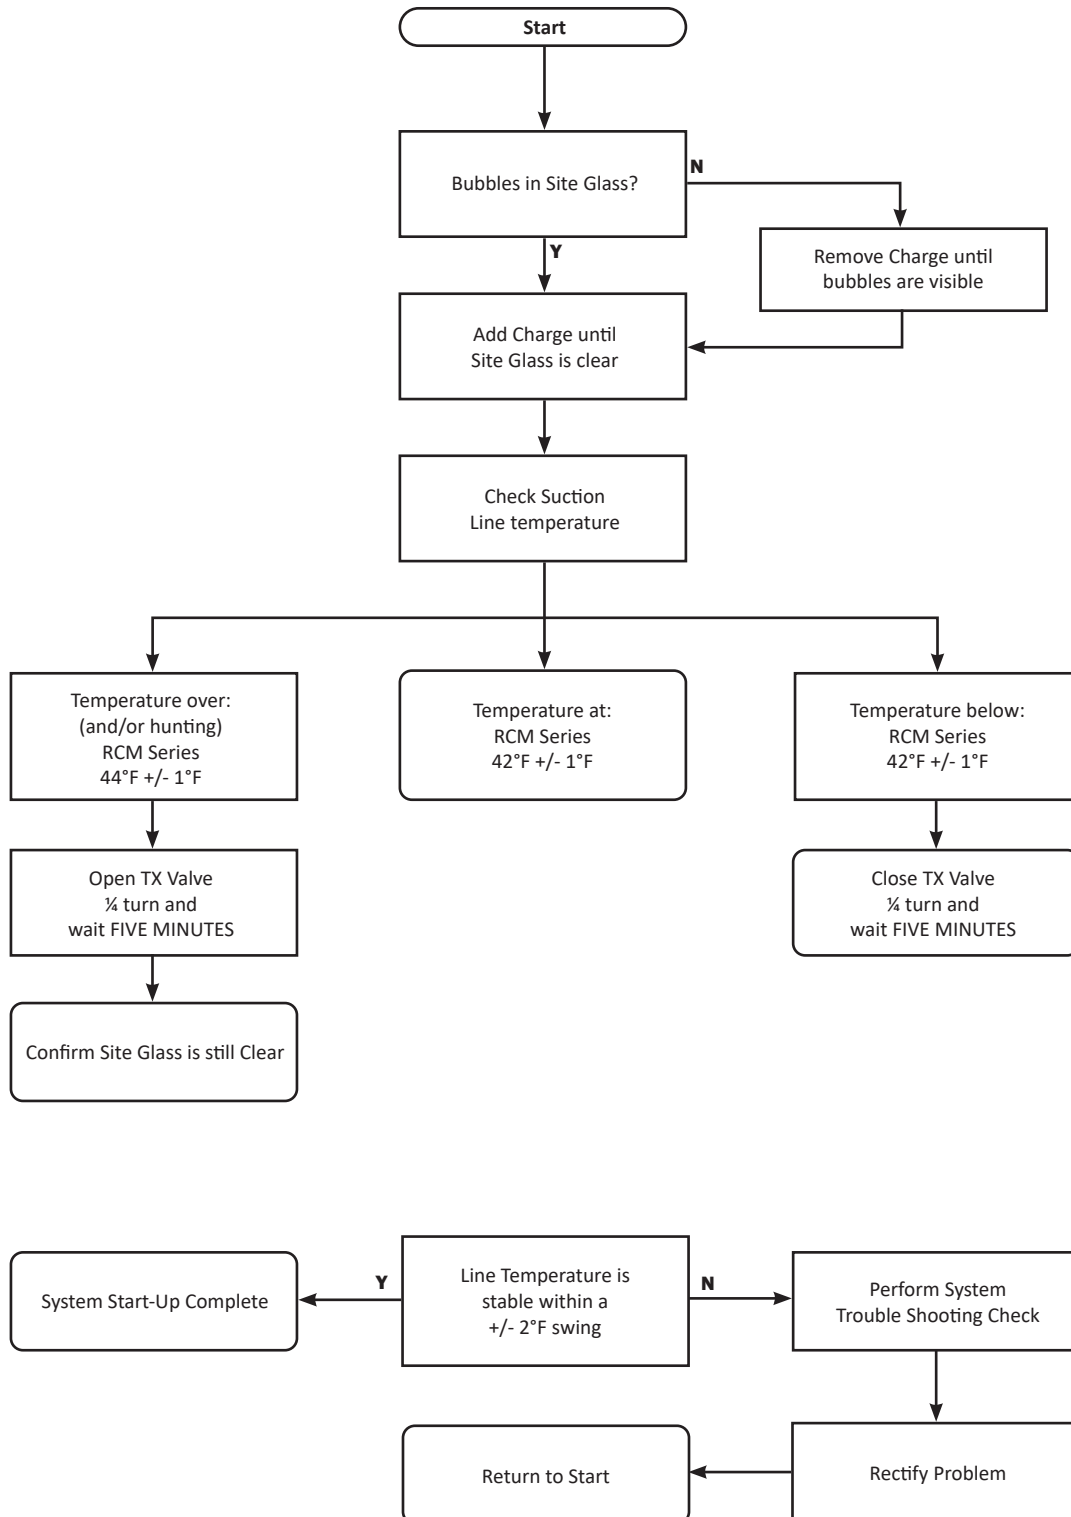 Start
Bubbles in Site Glass?
N
Y
Remove Charge until
bubbles are visible
Add Charge until
Site Glass is clear
Check Suction
Line temperature
Temperature over:
(and/or hunting)
RCM Series
44°F +/- 1°F
Temperature at:
RCM Series
42°F +/- 1°F
Temperature below:
RCM Series
42°F +/- 1°F
Open TX Valve
¼ turn and
wait FIVE MINUTES
Close TX Valve
¼ turn and
wait FIVE MINUTES
Confirm Site Glass is still Clear
System Start-Up Complete
Y
Line Temperature is
stable within a
+/- 2°F swing
N
Perform System
Trouble Shooting Check
Return to Start
Rectify Problem